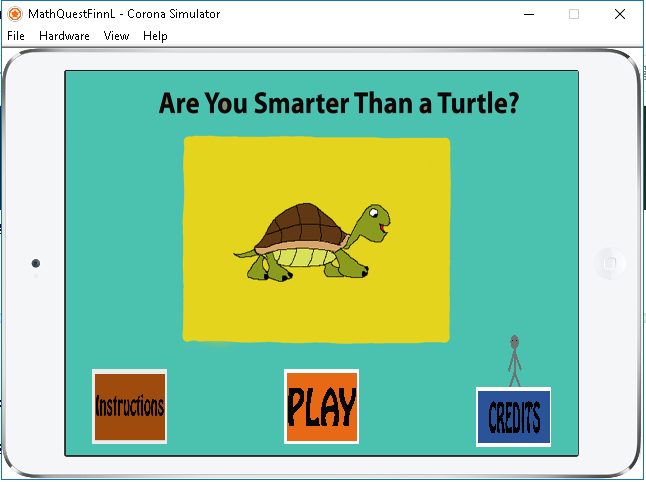 MathQuestFinnL - Corona Simulator
File Hardware View Help
Are You Smarter Than a Turtle?
Instructions
PLAY
CREDITS